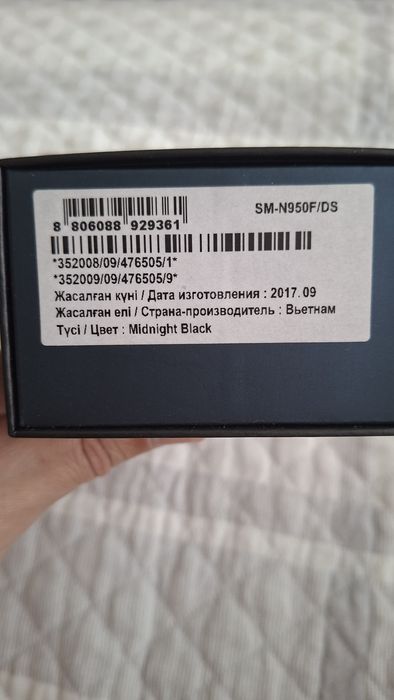 SM-N950F/DS
8 806088 929361
*352008/09/476505/1*
*352009/09/476505/9*
Жасалған күні / Дата изготовления : 2017. 09
Жасалған елі / Страна-производитель : Вьетнам
Түсі / Цвет : Midnight Black